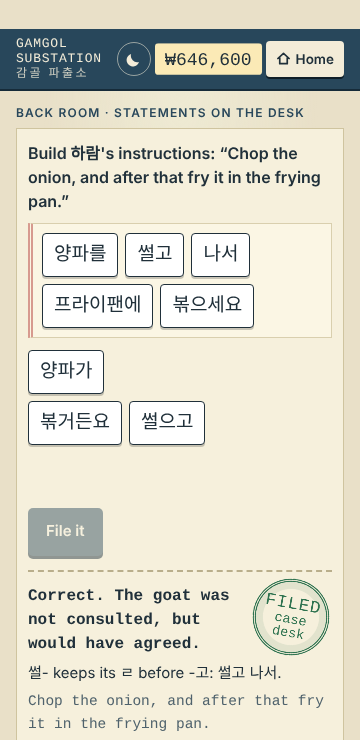 GAMGOL
SUBSTATION
감골 파출소
₩646,600
Home
BACK ROOM · STATEMENTS ON THE DESK
Build 하람's instructions: “Chop the
onion, and after that fry it in the frying
pan.”
양파를 썰고 나서
프라이팬에 볶으세요
양파가
볶거든요 썰으고
File it
Correct. The goat was
not consulted, but
would have agreed.
FILED
case
desk
썰- keeps its ㄹ before -고: 썰고 나서.
Chop the onion, and after that fry
it in the frying pan.